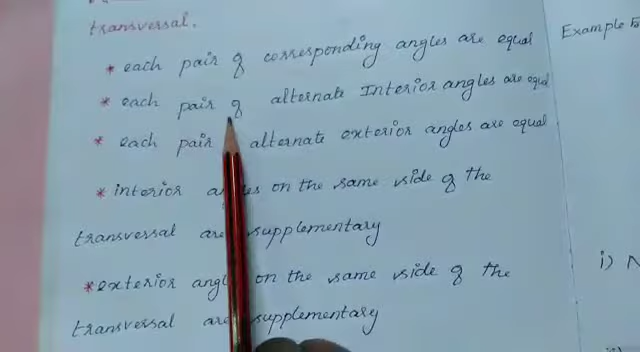 transversal.
* each pair of corresponding angles are equal
* each pair of alternate Interior angles are equal
* each pair alternate exterior angles are equal
* interior on the same side of the
transversal are supplementary
* exterior on the same side of the
transversal are supplementary
Example
i)